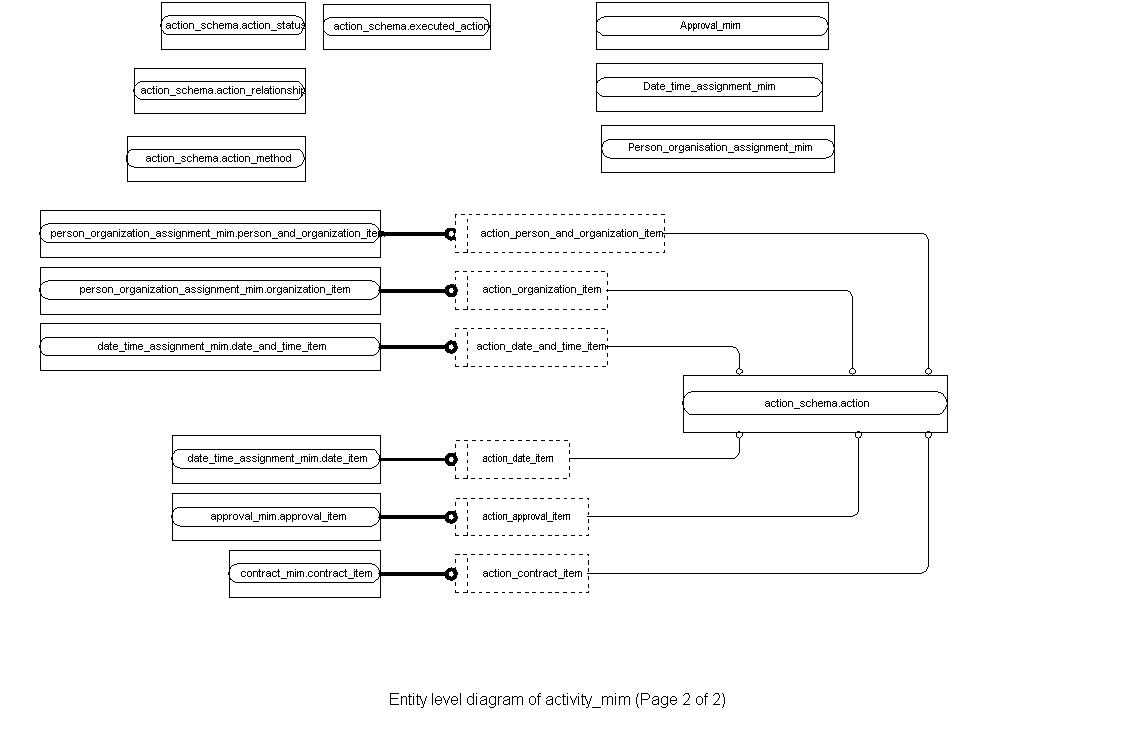 action_schema.action_status
action_schema.executed_action
Approval_mim
action_schema.action_relationship
Date_time_assignment_mim
action_schema.action_method
Person_organisation_assignment_mim
person_organization_assignment_mim.person_and_organization_item
action_person_and_organization_item
person_organization_assignment_mim.organization_item
action_organization_item
date_time_assignment_mim.date_and_time_item
action_date_and_time_item
action_schema.action
date_time_assignment_mim.date_item
action_date_item
approval_mim.approval_item
action_approval_item
contract_mim.contract_item
action_contract_item
Entity level diagram of activity_mim (Page 2 of 2)